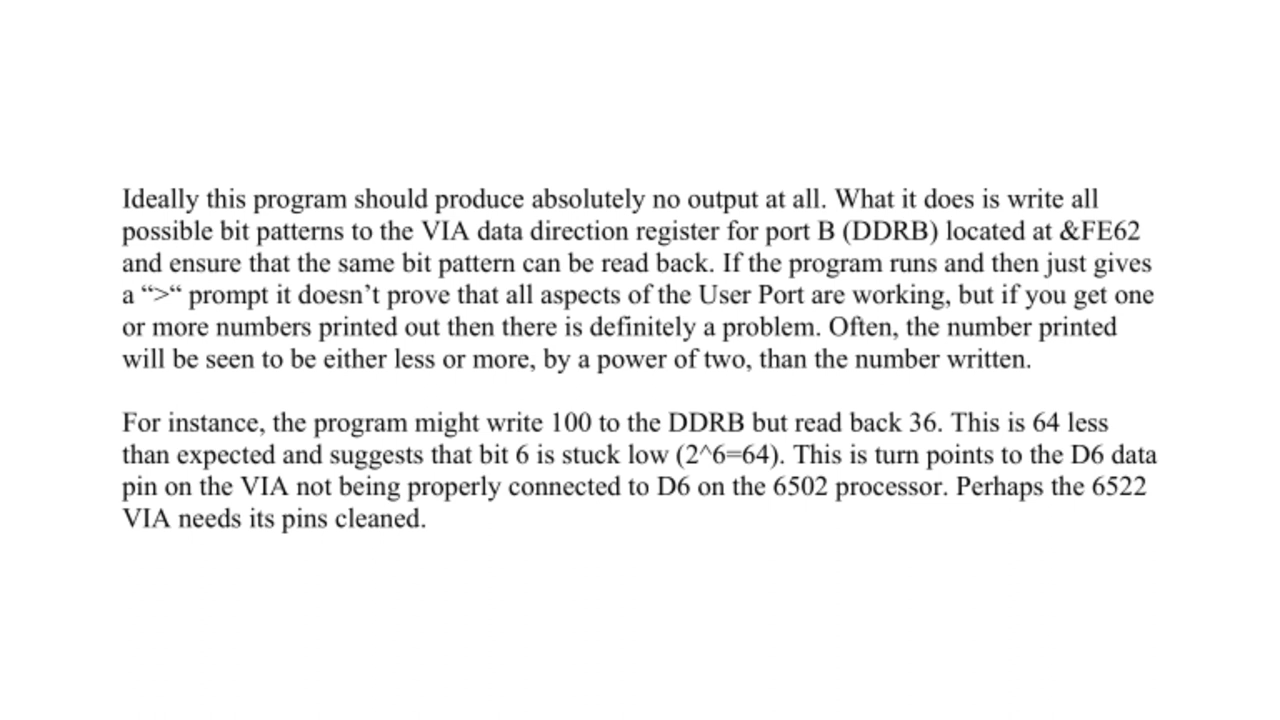 Ideally this program should produce absolutely no output at all. What it does is write all
possible bit patterns to the VIA data direction register for port B (DDRB) located at &FE62
and ensure that the same bit pattern can be read back. If the program runs and then just gives
a “>“ prompt it doesn’t prove that all aspects of the User Port are working, but if you get one
or more numbers printed out then there is definitely a problem. Often, the number printed
will be seen to be either less or more, by a power of two, than the number written.
For instance, the program might write 100 to the DDRB but read back 36. This is 64 less
than expected and suggests that bit 6 is stuck low (2^6=64). This is turn points to the D6 data
pin on the VIA not being properly connected to D6 on the 6502 processor. Perhaps the 6522
VIA needs its pins cleaned.